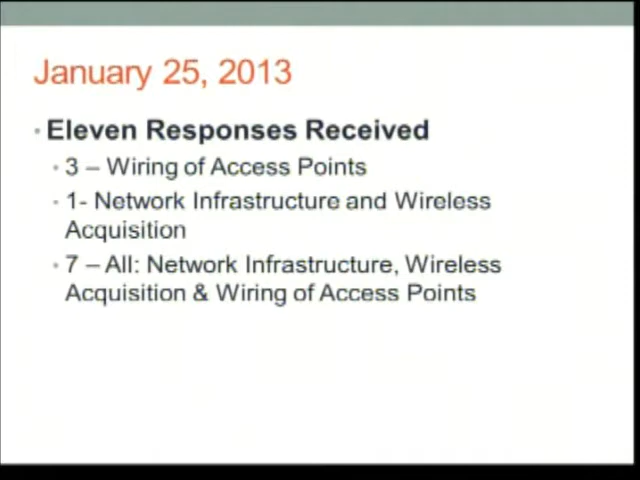 January 25, 2013
• Eleven Responses Received
• 3 – Wiring of Access Points
• 1- Network Infrastructure and Wireless
Acquisition
• 7 – All: Network Infrastructure, Wireless
Acquisition & Wiring of Access Points